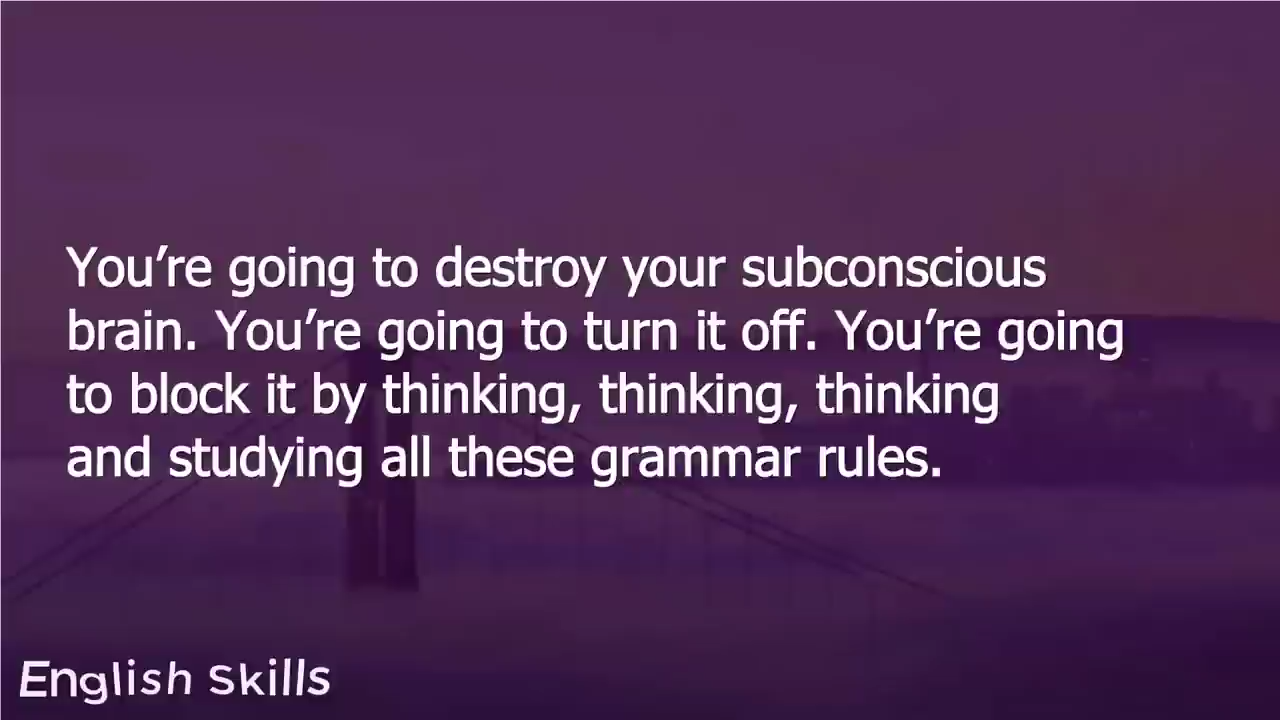 You’re going to destroy your subconscious
brain. You’re going to turn it off. You’re going
to block it by thinking, thinking, thinking
and studying all these grammar rules.
English Skills